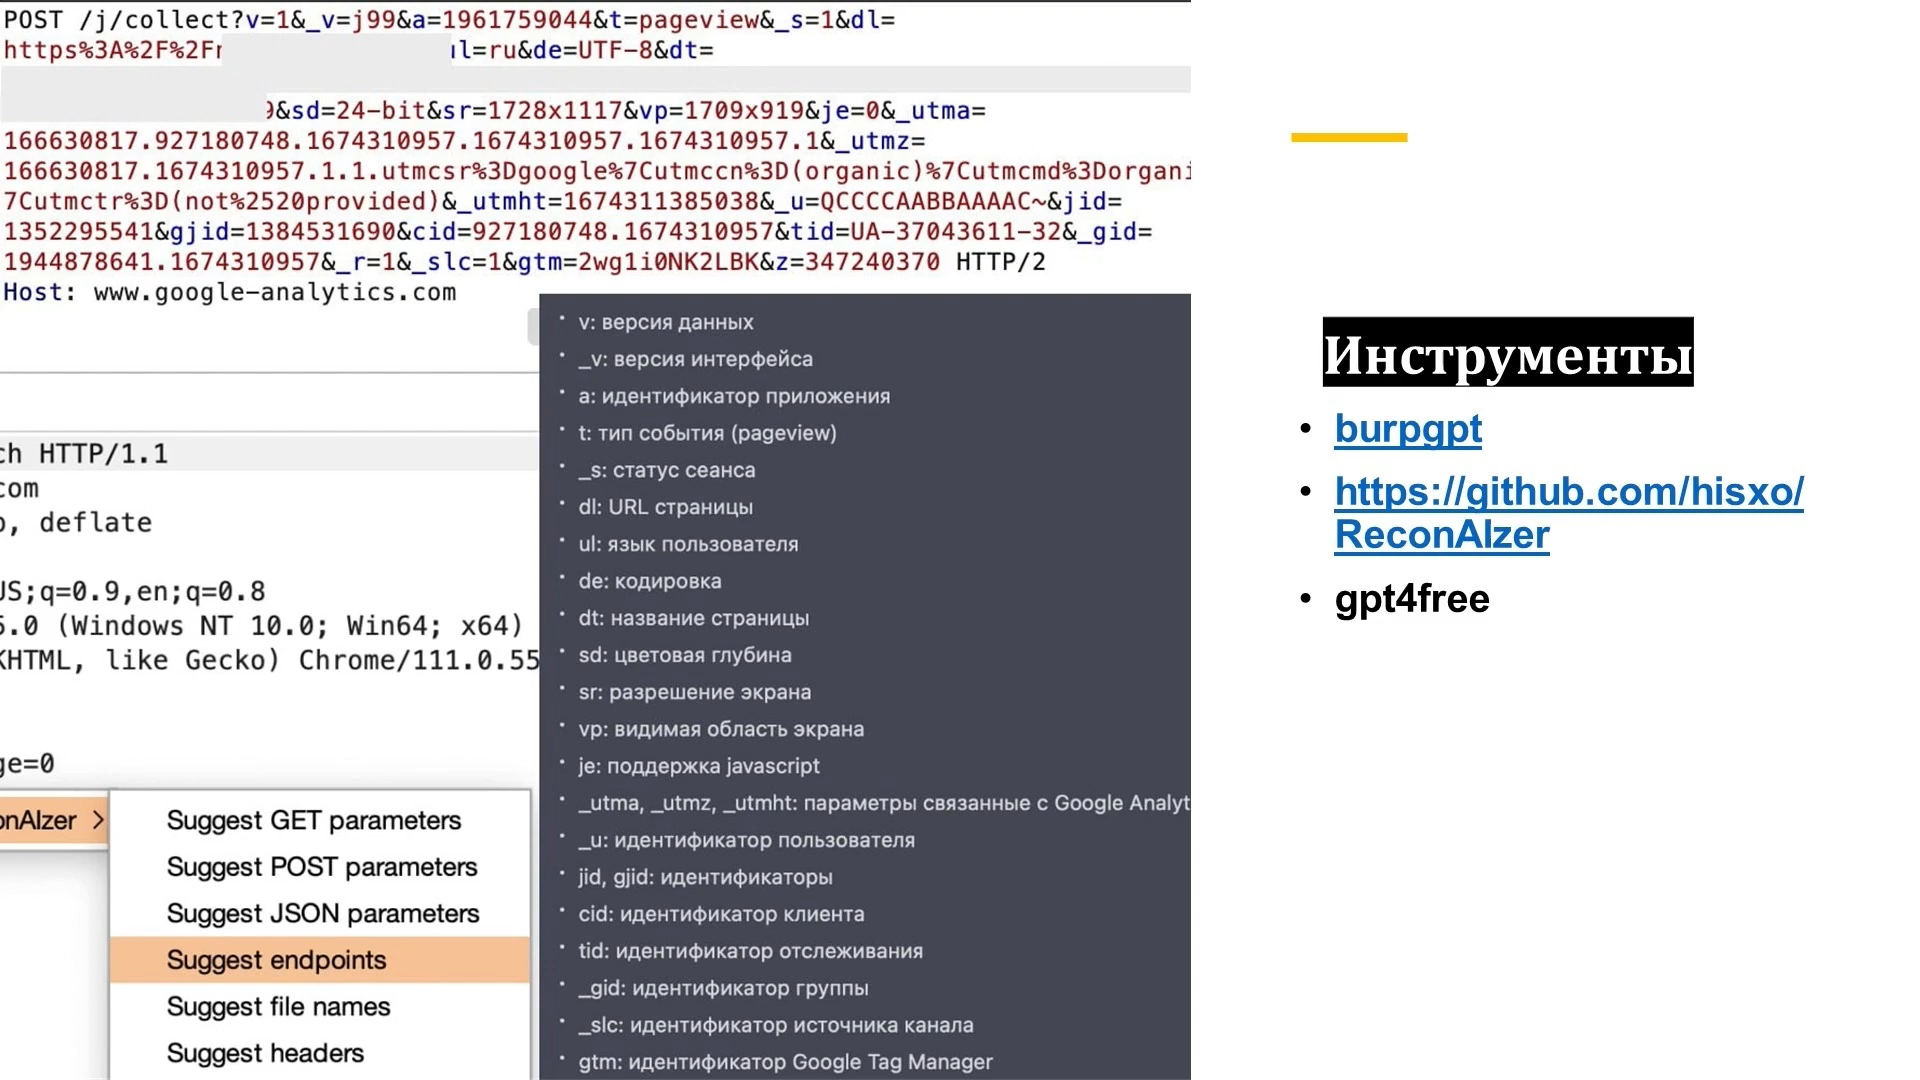 POST /j/collect?v=1&_v=j99&a=1961759044&t=pageview&_s=1&dl=
https%3A%2F%2F
ul=ru&de=UTF-8&dt=
9&sd=24-bit&sr=1728x1117&vp=1709x919&je=0&_utma=
166630817.927180748.1674310957.1674310957.1674310957.1&_utmz=
166630817.1674310957.1.1.utmcsr%3Dgoogle%7Cutmccn%3D(organic)%7Cutmcmd%3Dorgani
7Cutmctr%3D(not%2520provided)&_utmht=1674311385038&_u=QCCCCAABBAAAAC~&jid=
1352295541&gjid=1384531690&cid=927180748.1674310957&tid=UA-37043611-32&_gid=
1944878641.1674310957&_r=1&_slc=1&gtm=2wg1i0NK2LBK&z=347240370 HTTP/2
Host: www.google-analytics.com
ch HTTP/1.1
com
, deflate
US;q=0.9,en;q=0.8
5.0 (Windows NT 10.0; Win64; x64)
KHTML, like Gecko) Chrome/111.0.55
ge=0
onAIzer >
Suggest GET parameters
Suggest POST parameters
Suggest JSON parameters
Suggest endpoints
Suggest file names
Suggest headers
• v: версия данных
• _v: версия интерфейса
• a: идентификатор приложения
• t: тип события (pageview)
• _s: статус сеанса
• dl: URL страницы
• ul: язык пользователя
• de: кодировка
• dt: название страницы
• sd: цветовая глубина
• sr: разрешение экрана
• vp: видимая область экрана
• je: поддержка javascript
• _utma, _utmz, _utmht: параметры связанные с Google Analyt
• _u: идентификатор пользователя
• jid, gjid: идентификаторы
• cid: идентификатор клиента
• tid: идентификатор отслеживания
• _gid: идентификатор группы
• _slc: идентификатор источника канала
• gtm: идентификатор Google Tag Manager
Инструменты
• burpgpt
• https://github.com/hisxo/
ReconAIzer
• gpt4free